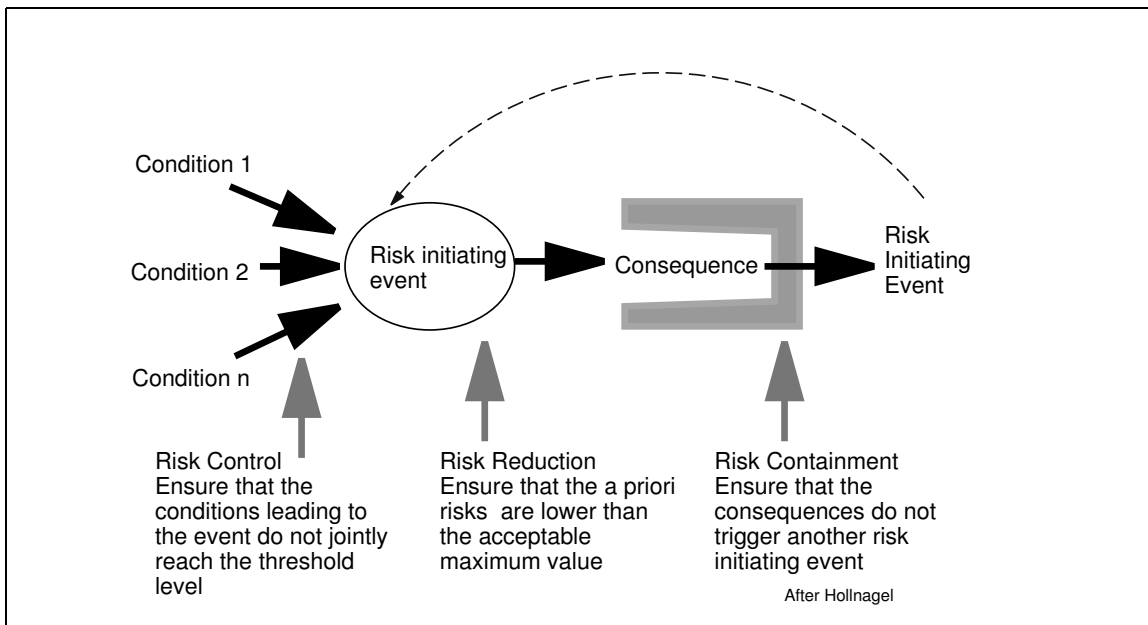 Condition 1
Condition 2
Condition n
Risk initiating
event
Consequence
Risk
Initiating
Event
Risk Control
Ensure that the
conditions leading to
the event do not jointly
reach the threshold
level
Risk Reduction
Ensure that the a priori
risks  are lower than
the acceptable
maximum value
Risk Containment
Ensure that the
consequences do not
trigger another risk
initiating event
After Hollnagel